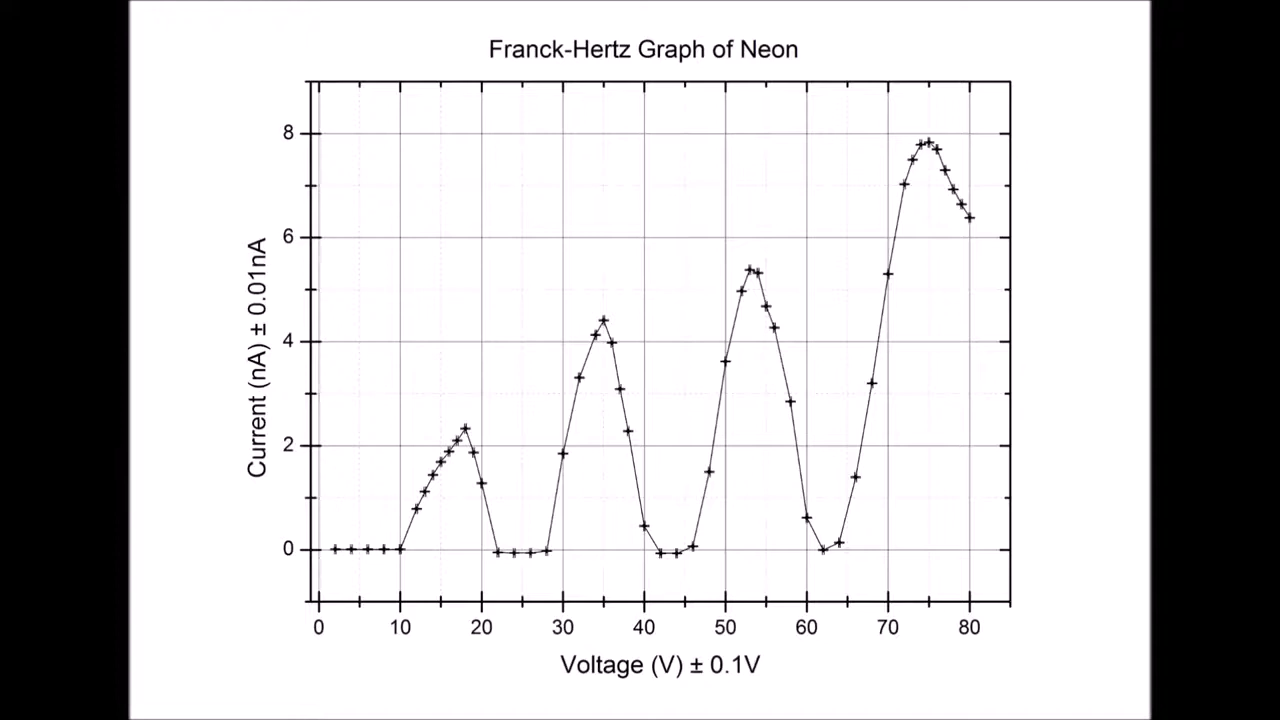 Franck-Hertz Graph of Neon
8
6
4
2
0
Current (nA) ± 0.01nA
0 10 20 30 40 50 60 70 80
Voltage (V) ± 0.1V